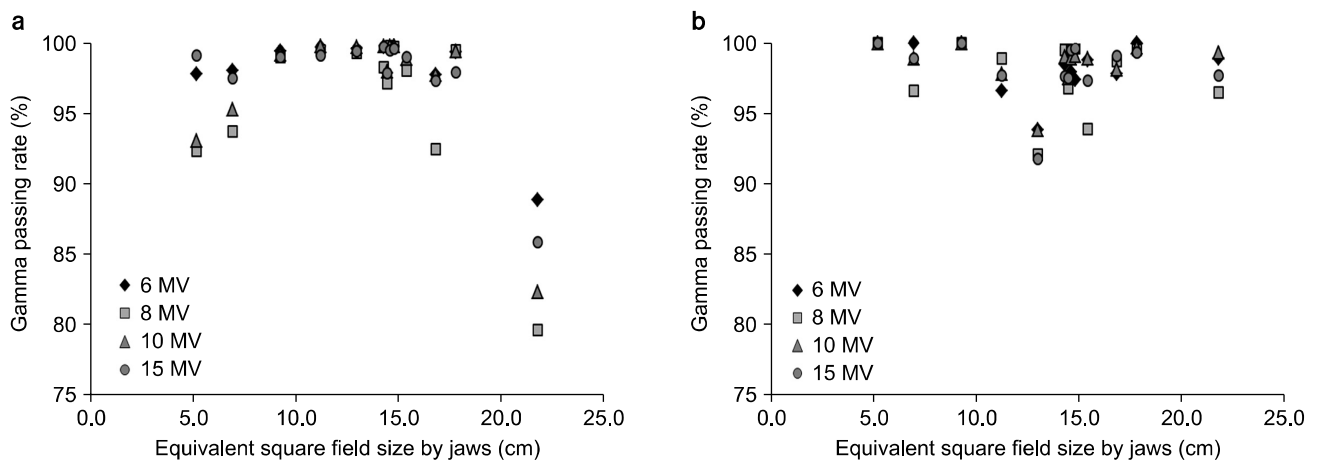 a
100
95
90
85
80
75
Gamma passing rate (%)
6 MV
8 MV
10 MV
15 MV
0.0 5.0 10.0 15.0 20.0 25.0
Equivalent square field size by jaws (cm)
b
100
95
90
85
80
75
Gamma passing rate (%)
6 MV
8 MV
10 MV
15 MV
0.0 5.0 10.0 15.0 20.0 25.0
Equivalent square field size by jaws (cm)